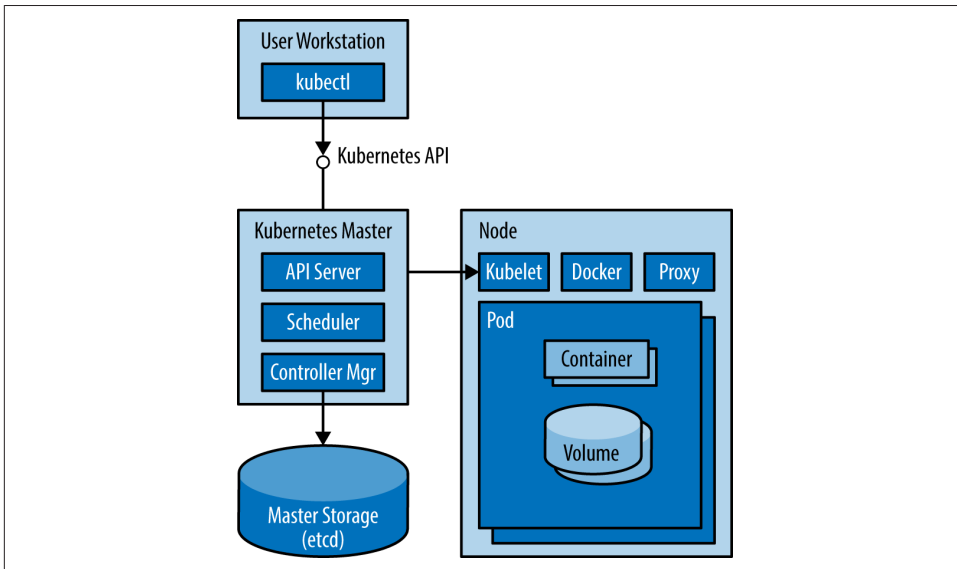 User Workstation
kubectl
Kubernetes API
Kubernetes Master
API Server
Scheduler
Controller Mgr
Master Storage
(etcd)
Node
Kubelet
Docker
Proxy
Pod
Container
Volume